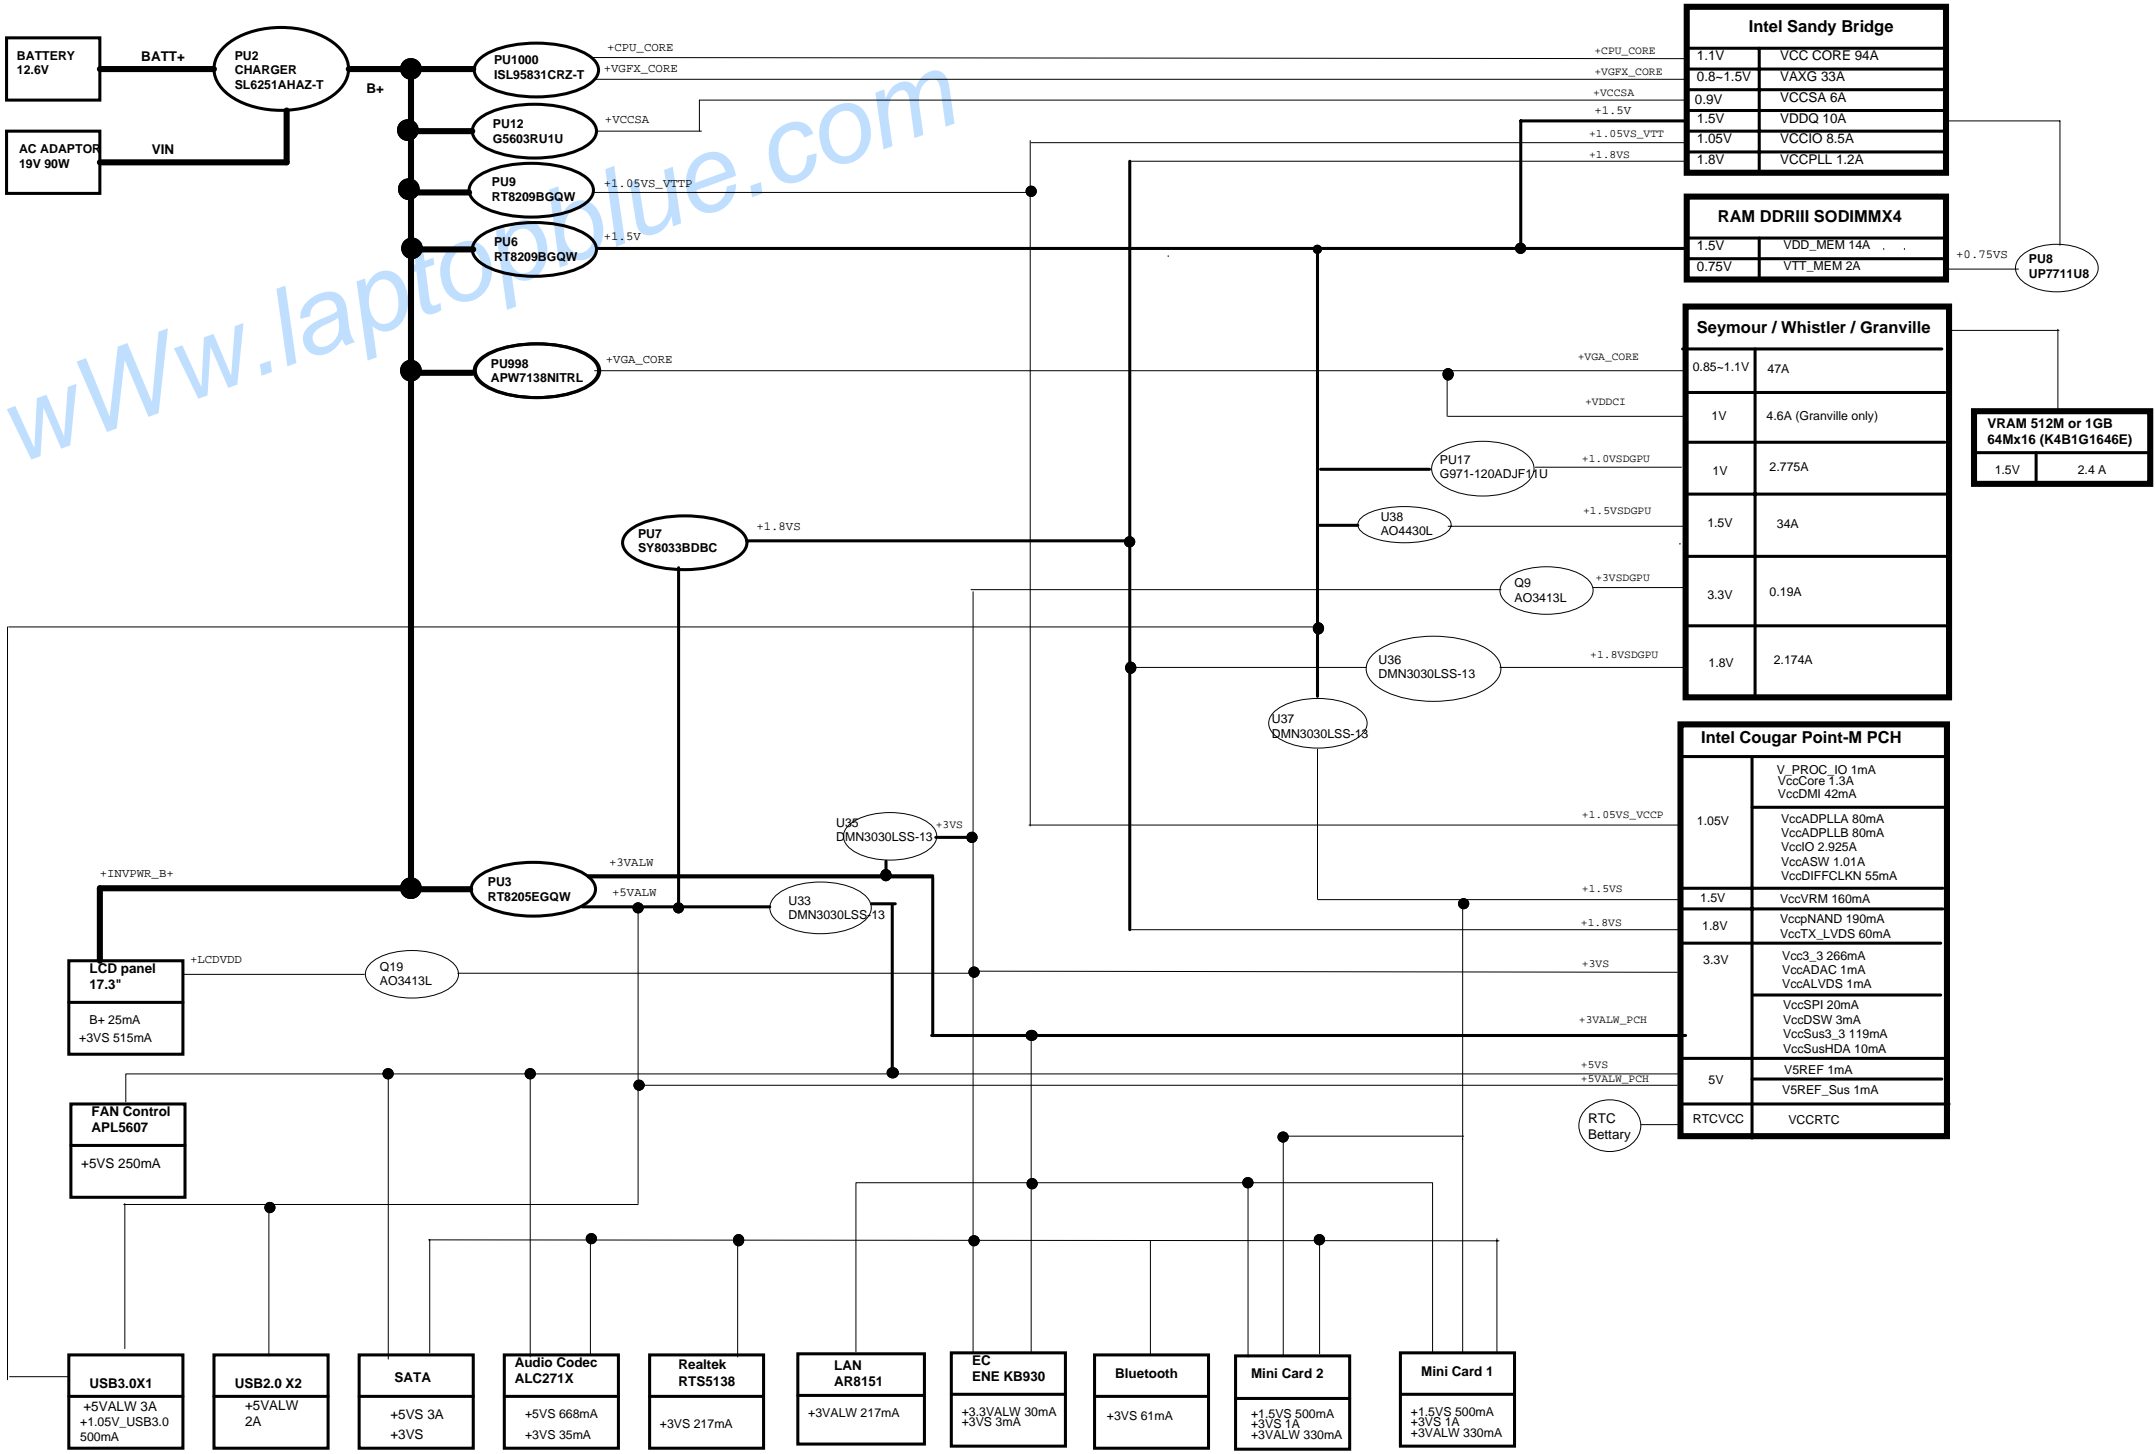 BATTERY
12.6V
BATT+
PU2
CHARGER
SL6251AHAZ-T
B+
AC ADAPTOR
19V 90W
VIN
PU1000
ISL95831CRZ-T
+CPU_CORE
+VGFX_CORE
PU12
G5603RU1U
+VCCSA
PU9
RT8209BGQW
+1.05VS_VTTP
PU6
RT8209BGQW
+1.5V
PU998
APW7138NITRL
+VGA_CORE
wWw.laptopblue.com
+CPU_CORE
+VGFX_CORE
+VCCSA
+1.5V
+1.05VS_VTT
+1.8VS
Intel Sandy Bridge
1.1V VCC CORE 94A
0.8~1.5V VAXG 33A
0.9V VCCSA 6A
1.5V VDDQ 10A
1.05V VCCIO 8.5A
1.8V VCCPLL 1.2A
RAM DDRIII SODIMMX4
1.5V VDD_MEM 14A
0.75V VTT_MEM 2A
+0.75VS
PU8
UP7711U8
Seymour / Whistler / Granville
+VGA_CORE
0.85~1.1V 47A
+VDDCI
1V 4.6A (Granville only)
PU17
G971-120ADJF11U
+1.0VSDGPU
1V 2.775A
U38
AO4430L
+1.5VSDGPU
1.5V 34A
Q9
AO3413L
+3VSDGPU
3.3V 0.19A
U36
DMN3030LSS-13
+1.8VSDGPU
1.8V 2.174A
VRAM 512M or 1GB
64Mx16 (K4B1G1646E)
1.5V 2.4 A
PU7
SY8033BDBC
+1.8VS
U37
DMN3030LSS-13
Intel Cougar Point-M PCH
+1.05VS_VCCP
1.05V
V_PROC_IO 1mA
VccCore 1.3A
VccDMI 42mA
VccADPLLA 80mA
VccADPLLB 80mA
VccIO 2.925A
VccASW 1.01A
VccDIFFCLKN 55mA
+1.5VS
1.5V VccVRM 160mA
+1.8VS
1.8V
VccpNAND 190mA
VccTX_LVDS 60mA
+3VS
3.3V
Vcc3_3 266mA
VccADAC 1mA
VccALVDS 1mA
+3VALW_PCH
VccSPI 20mA
VccDSW 3mA
VccSus3_3 119mA
VccSusHDA 10mA
+5VS
+5VALW_PCH
5V
V5REF 1mA
V5REF_Sus 1mA
RTC
Bettary
RTCVCC VCCRTC
U35
DMN3030LSS-13
+3VS
PU3
RT8205EGQW
+3VALW
+5VALW
U33
DMN3030LSS-13
+INVPWR_B+
LCD panel
17.3"
B+ 25mA
+3VS 515mA
+LCDVDD
Q19
AO3413L
FAN Control
APL5607
+5VS 250mA
USB3.0X1
+5VALW 3A
+1.05V_USB3.0
500mA
USB2.0 X2
+5VALW
2A
SATA
+5VS 3A
+3VS
Audio Codec
ALC271X
+5VS 668mA
+3VS 35mA
Realtek
RTS5138
+3VS 217mA
LAN
AR8151
+3VALW 217mA
EC
ENE KB930
+3.3VALW 30mA
+3VS 3mA
Bluetooth
+3VS 61mA
Mini Card 2
+1.5VS 500mA
+3VS 1A
+3VALW 330mA
Mini Card 1
+1.5VS 500mA
+3VS 1A
+3VALW 330mA